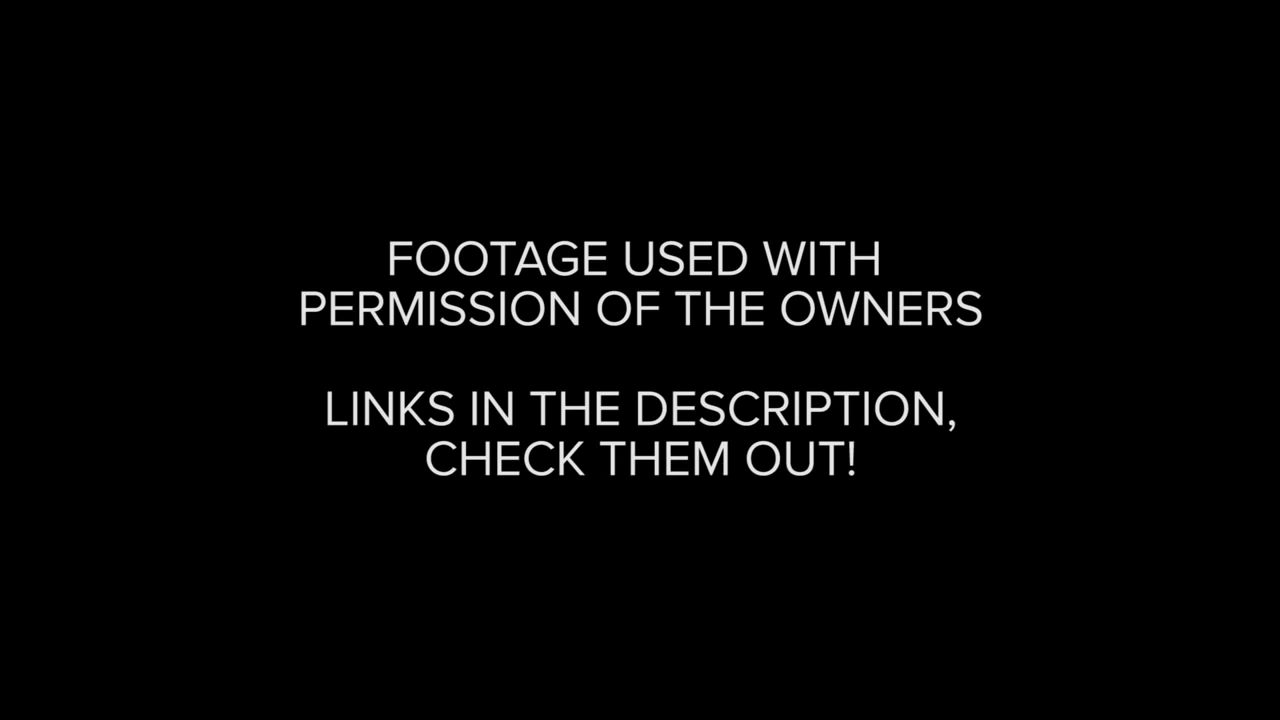 FOOTAGE USED WITH
PERMISSION OF THE OWNERS
LINKS IN THE DESCRIPTION,
CHECK THEM OUT!